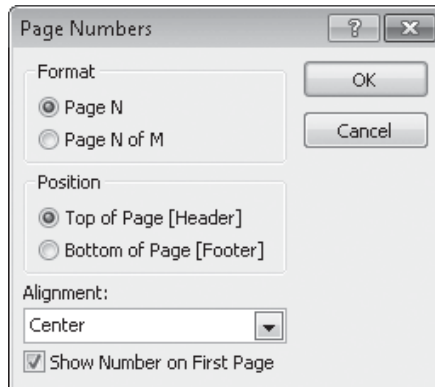 Page Numbers
Format
Page N
Page N of M
OK
Cancel
Position
Top of Page [Header]
Bottom of Page [Footer]
Alignment:
Center
Show Number on First Page